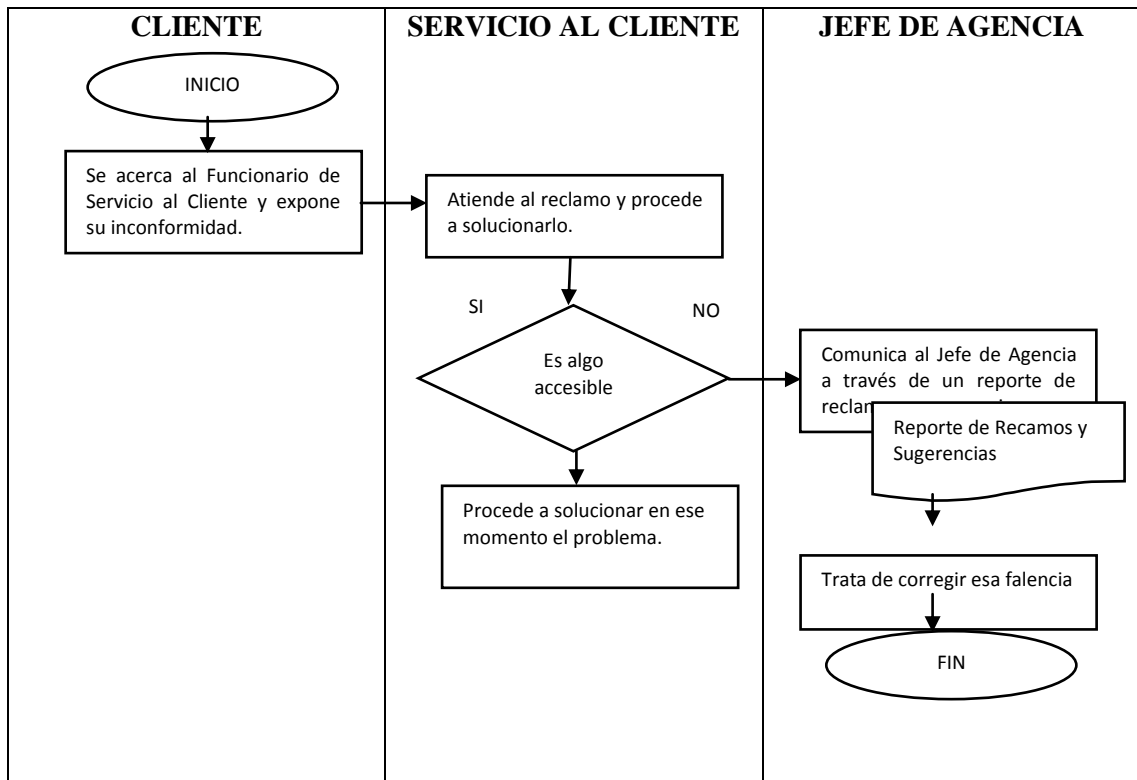 CLIENTE
SERVICIO AL CLIENTE
JEFE DE AGENCIA
INICIO
Se acerca al Funcionario de
Servicio al Cliente y expone
su inconformidad.
Atiende al reclamo y procede
a solucionarlo.
SI
NO
Es algo
accesible
Comunica al Jefe de Agencia
a través de un reporte de
Reporte de Recamos y
Sugerencias
Procede a solucionar en ese
momento el problema.
Trata de corregir esa falencia
FIN